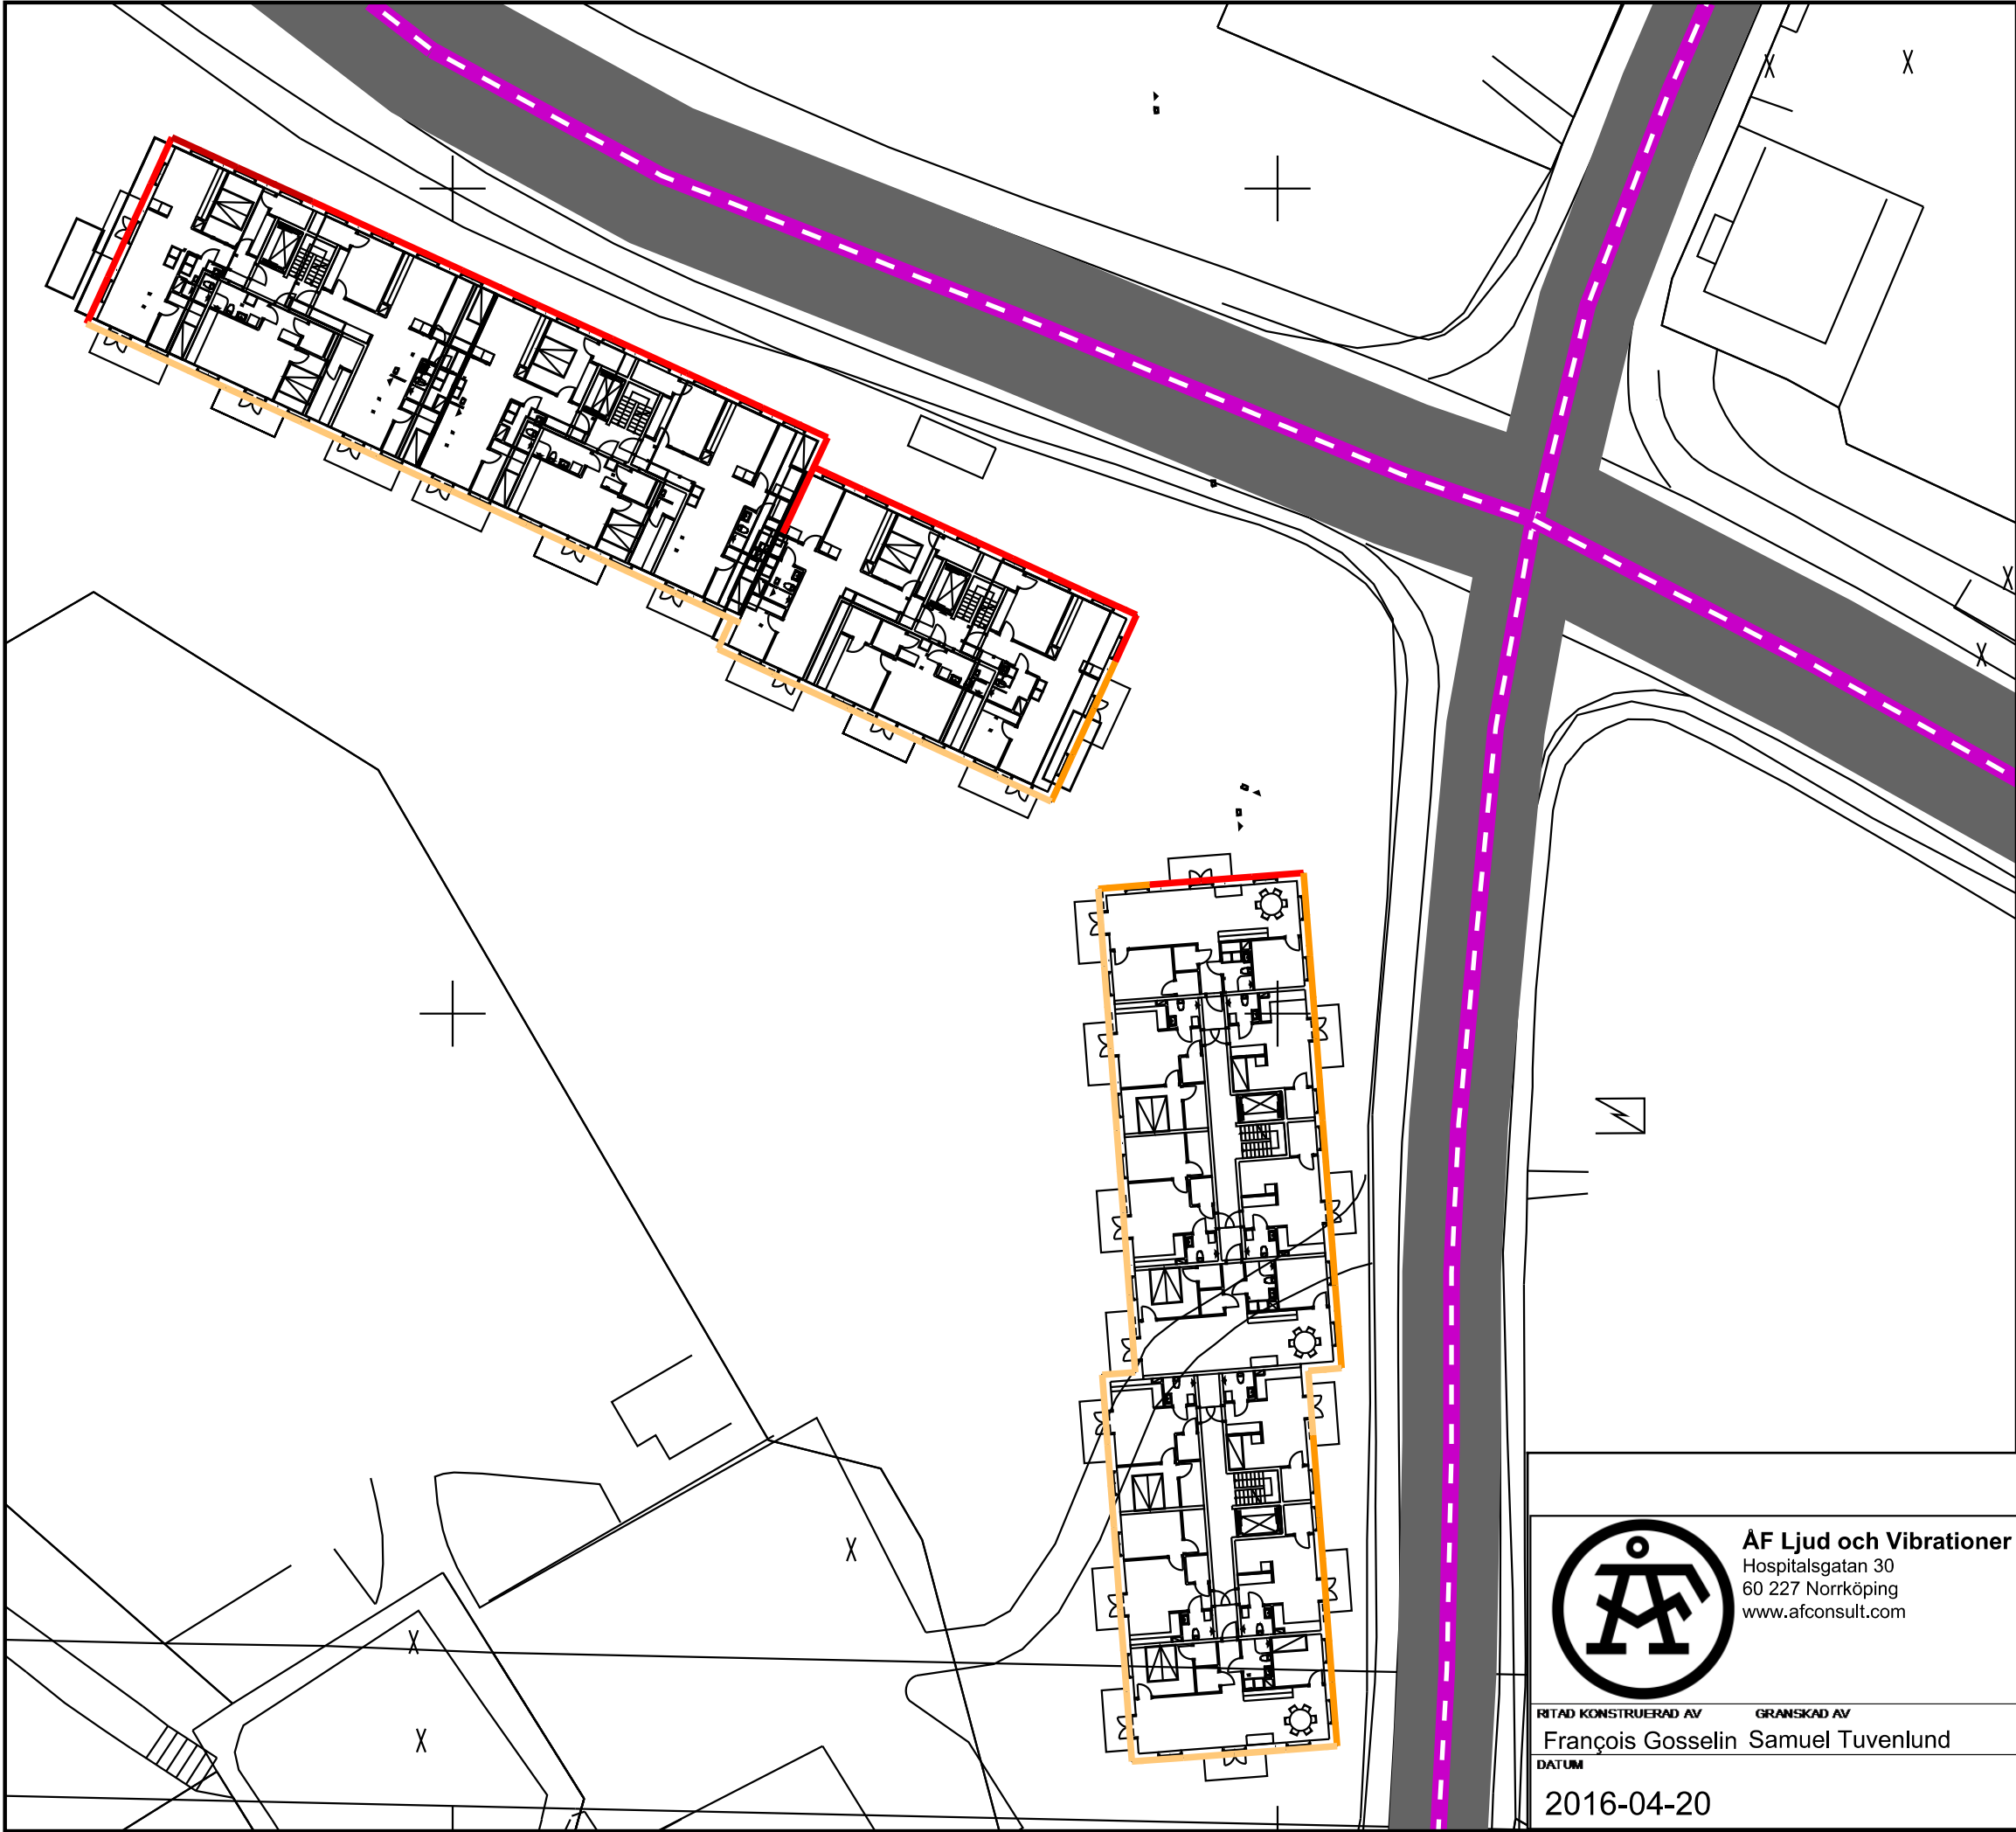 ÅF Ljud och Vibrationer
Hospitalsgatan 30
60 227 Norrköping
www.afconsult.com
RITAD KONSTRUERAD AV GRANSKAD AV
François Gosselin Samuel Tuvenlund
DATUM
2016-04-20